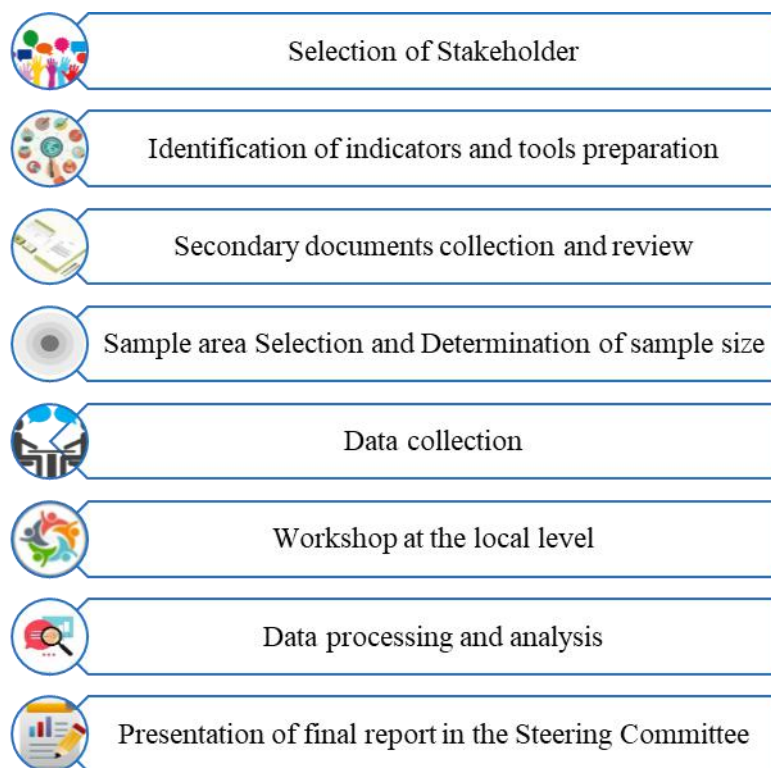 Selection of Stakeholder
Identification of indicators and tools preparation
Secondary documents collection and review
Sample area Selection and Determination of sample size
Data collection
Workshop at the local level
Data processing and analysis
Presentation of final report in the Steering Committee